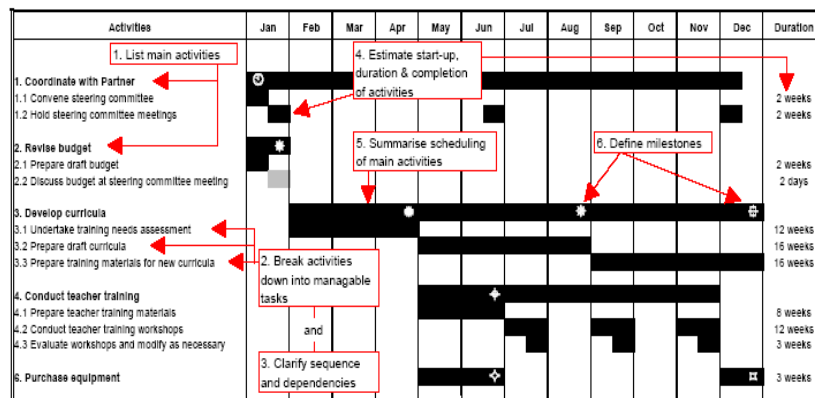 Activities Jan Feb Mar Apr May Jun Jul Aug Sep Oct Nov Dec Duration
1. List main activities
4. Estimate start-up,
duration & completion
of activities
1. Coordinate with Partner
1.1 Convene steering committee 2 weeks
1.2 Hold steering committee meetings 2 weeks
5. Summarise scheduling
of main activities
6. Define milestones
2. Revise budget
2.1 Prepare draft budget 2 weeks
2.2 Discuss budget at steering committee meeting 2 days
3. Develop curricula
3.1 Undertake training needs assessment 12 weeks
3.2 Prepare draft curricula 16 weeks
3.3 Prepare training materials for new curricula 16 weeks
2. Break activities
down into managable
tasks
4. Conduct teacher training
4.1 Prepare teacher training materials 8 weeks
4.2 Conduct teacher training workshops 12 weeks
4.3 Evaluate workshops and modify as necessary 3 weeks
and
3. Clarify sequence
and dependencies
6. Purchase equipment 3 weeks